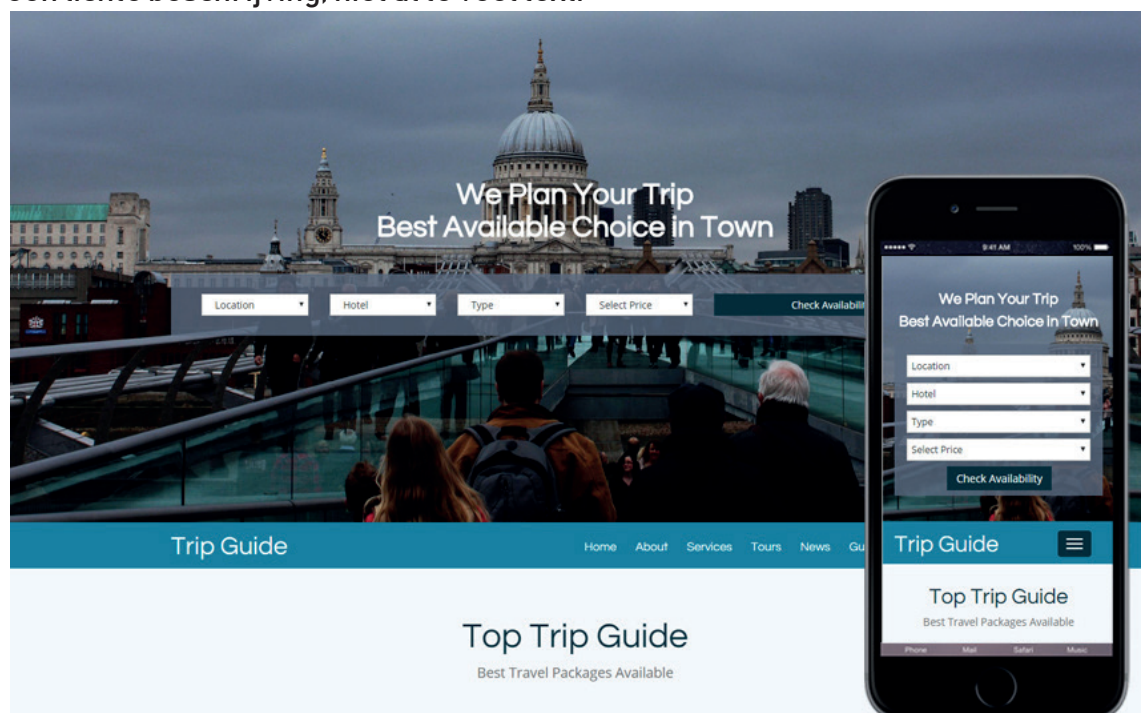 We Plan Your Trip
Best Available Choice in Town
Location
Hotel
Type
Select Price
Check Availability
Trip Guide
Home About Services Tours News
Top Trip Guide
Best Travel Packages Available
9:41 AM 100%
We Plan Your Trip
Best Available Choice in Town
Location
Hotel
Type
Select Price
Check Availability
Trip Guide
Top Trip Guide
Best Travel Packages Available
Phone Mail Safari Music